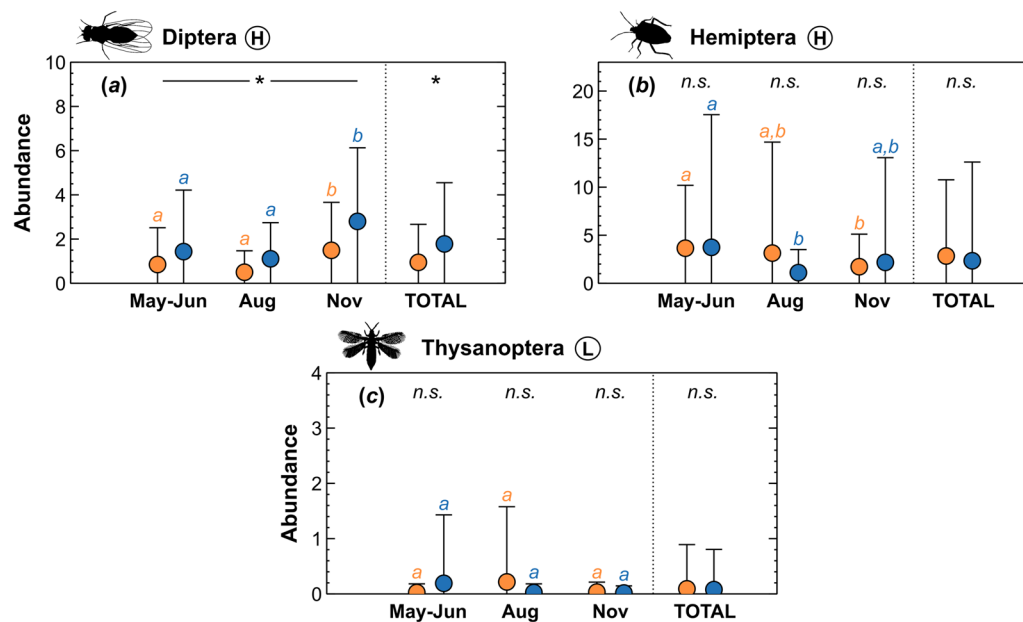 Diptera Ⓗ
(a)
* *
Abundance
10
8
6
4
2
0
a a a a b b
May-Jun Aug Nov TOTAL
Hemiptera Ⓗ
(b)
n.s. n.s. n.s. n.s.
20
15
10
5
0
a a a,b b b a,b
May-Jun Aug Nov TOTAL
Thysanoptera Ⓛ
(c)
n.s. n.s. n.s. n.s.
Abundance
4
3
2
1
0
a a a a a a
May-Jun Aug Nov TOTAL